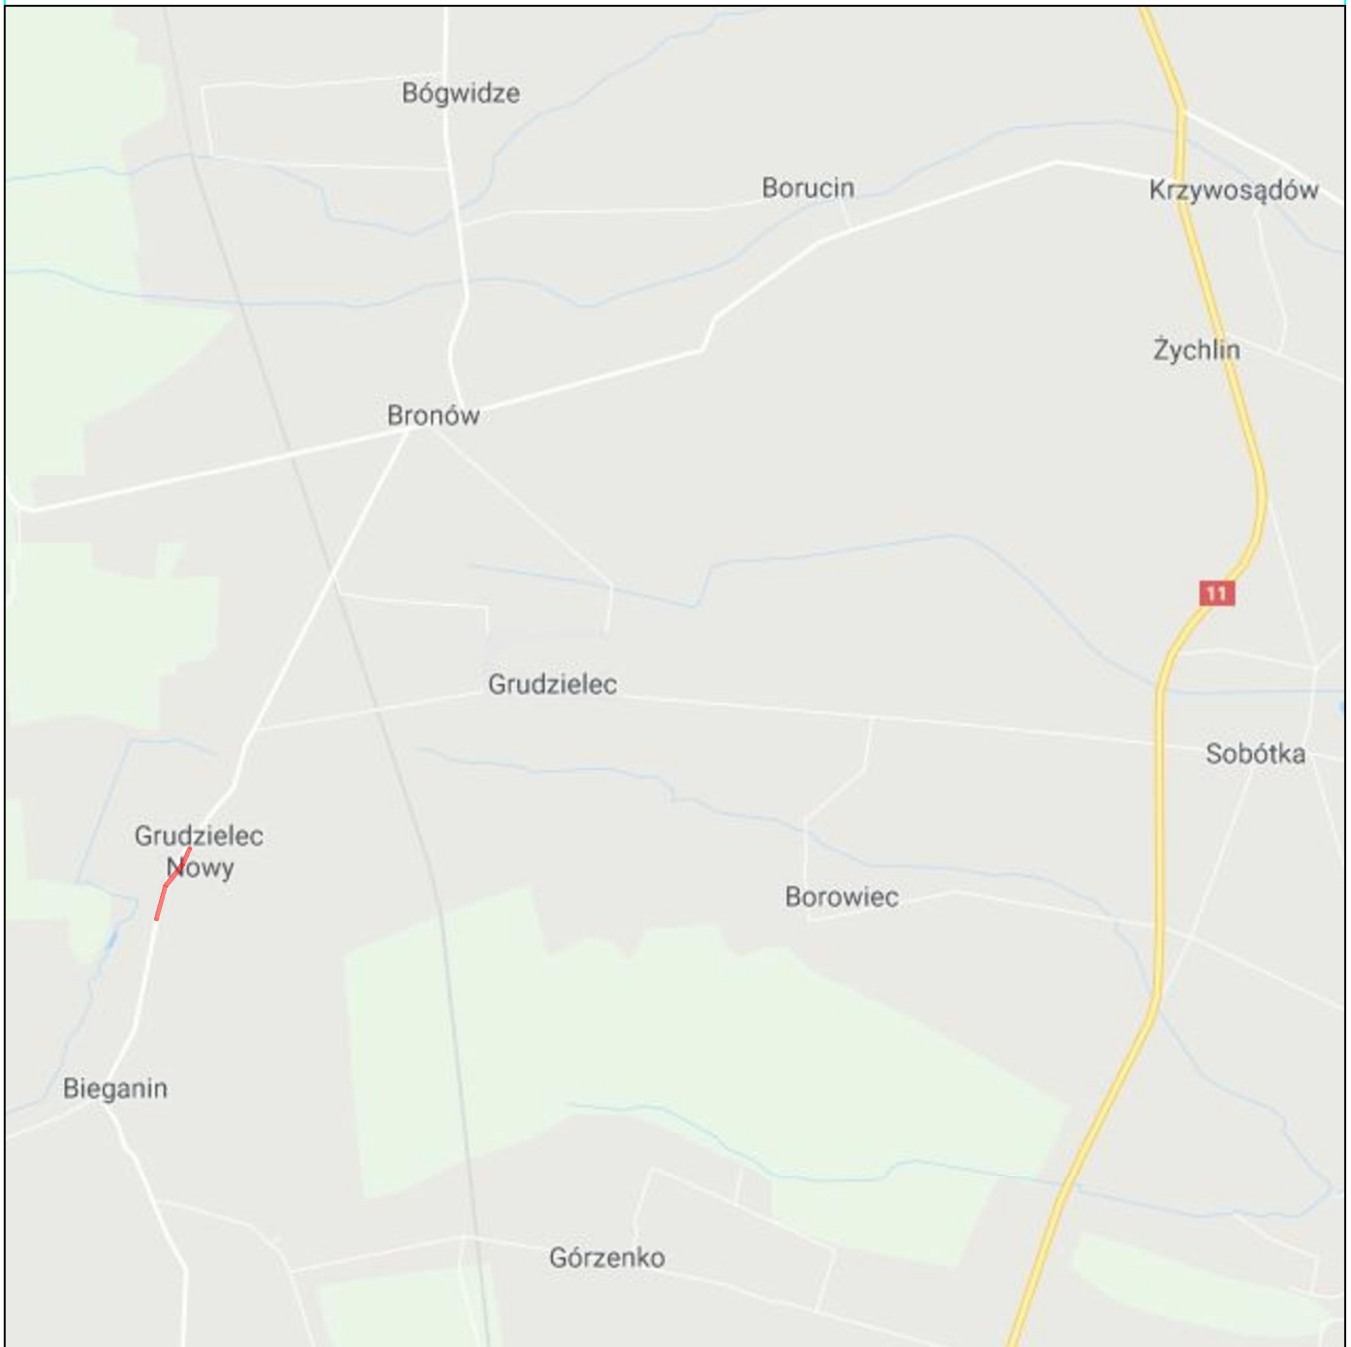 Bógwidze
Borucin
Krzywosądów
Żychlin
Bronów
11
Grudzielec
Sobótka
Grudzielec
Nowy
Borowiec
Bieganin
Górzenko